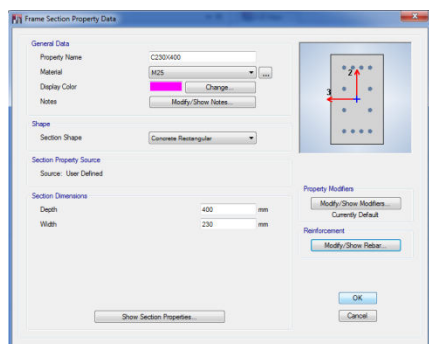 Frame Section Property Data
General Data
Property Name C230X400
Material M25 ...
Display Color Change...
Notes Modify/Show Notes...
2
3
Shape
Section Shape Concrete Rectangular
Section Property Source
Source: User Defined
Property Modifiers
Section Dimensions
Modify/Show Modifiers...
Depth 400 mm
Currently Default
Width 230 mm
Reinforcement
Modify/Show Rebar...
OK
Show Section Properties...
Cancel